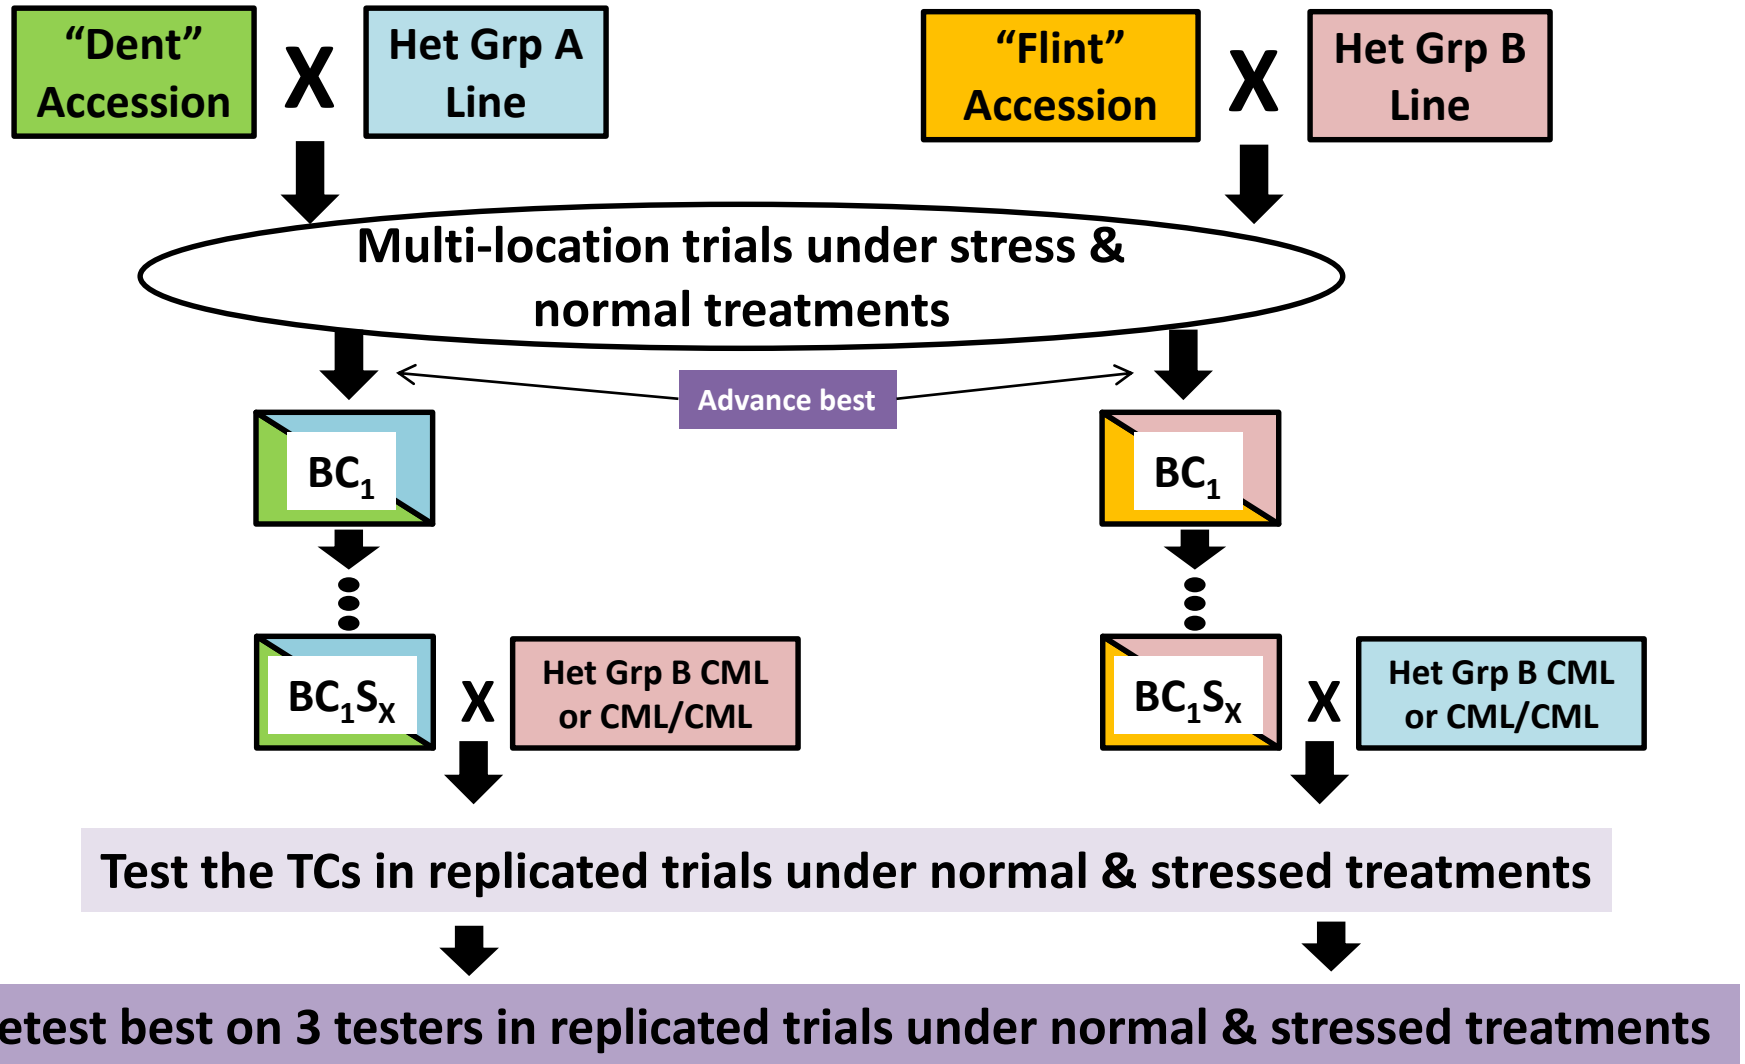 “Dent”
Accession
X
Het Grp A
Line
“Flint”
Accession
X
Het Grp B
Line
Multi-location trials under stress &
normal treatments
Advance best
BC₁
BC₁
BC₁Sₓ
X
Het Grp B CML
or CML/CML
BC₁Sₓ
X
Het Grp B CML
or CML/CML
Test the TCs in replicated trials under normal & stressed treatments
etest best on 3 testers in replicated trials under normal & stressed treatments